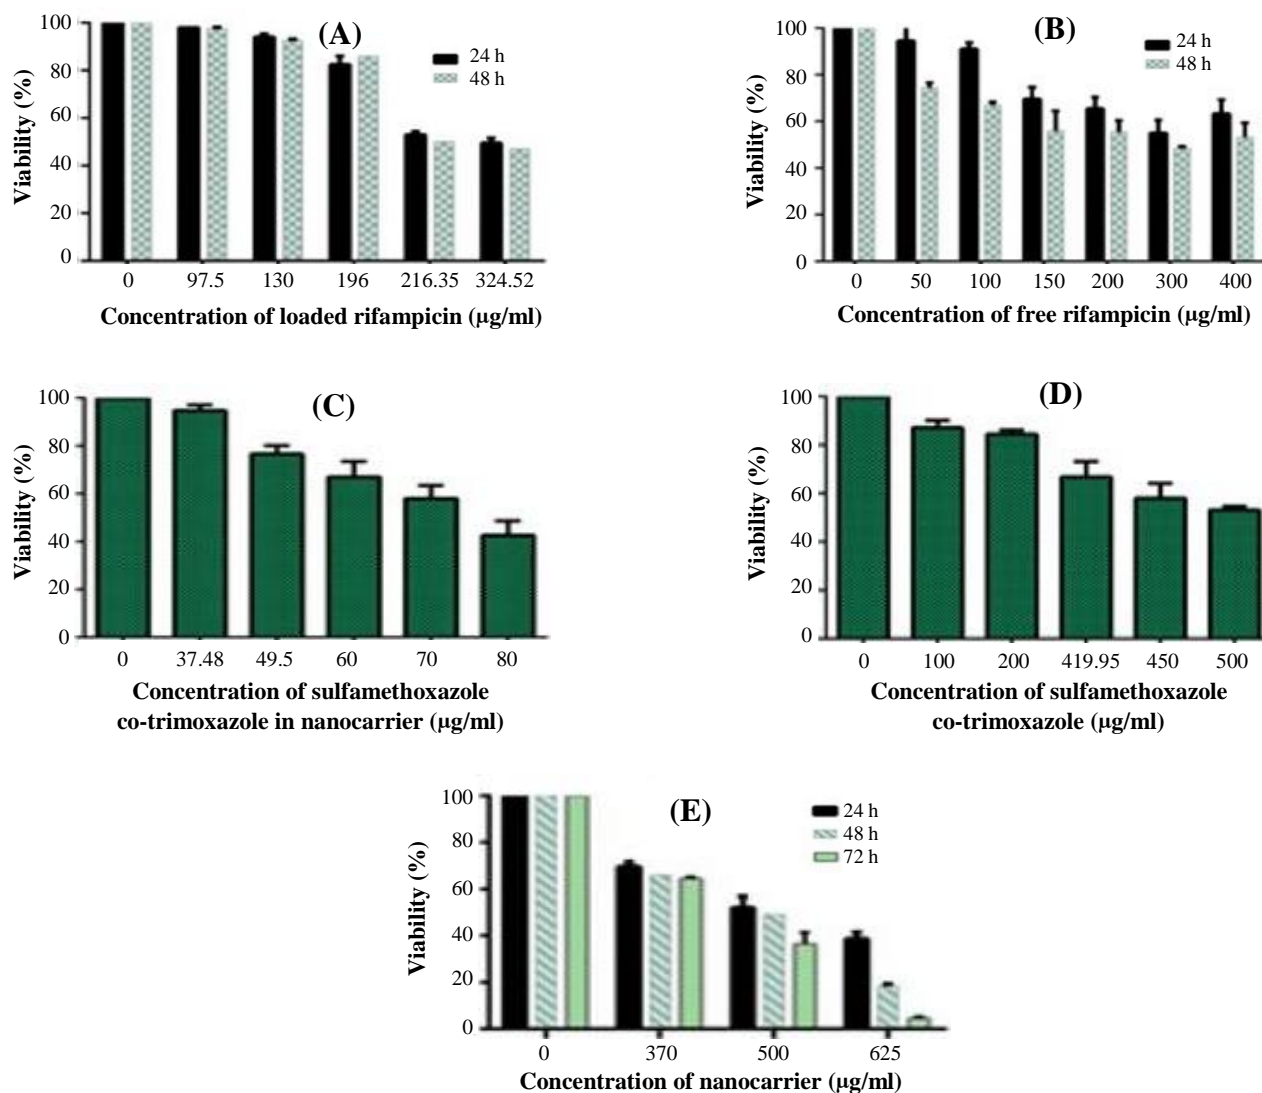 (A)
Viability (%)
100
80
60
40
20
0
24 h
48 h
0 97.5 130 196 216.35 324.52
Concentration of loaded rifampicin (µg/ml)
(B)
Viability (%)
100
80
60
40
20
0
24 h
48 h
0 50 100 150 200 300 400
Concentration of free rifampicin (µg/ml)
(C)
Viability (%)
100
80
60
40
20
0
0 37.48 49.5 60 70 80
Concentration of sulfamethoxazole
co-trimoxazole in nanocarrier (µg/ml)
(D)
Viability (%)
100
80
60
40
20
0
0 100 200 419.95 450 500
Concentration of sulfamethoxazole
co-trimoxazole (µg/ml)
(E)
Viability (%)
100
80
60
40
20
0
24 h
48 h
72 h
0 370 500 625
Concentration of nanocarrier (µg/ml)